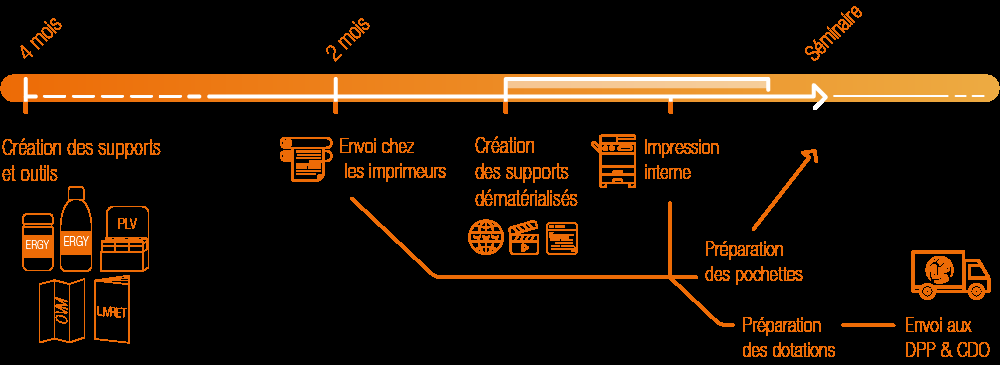 4 mois
2 mois
Séminaire
Création des supports
et outils
ERGY
ERGY
PLV
OVM
LIVRET
Envoi chez
les imprimeurs
Création
des supports
dématérialisés
Impression
interne
Préparation
des pochettes
Préparation
des dotations
Envoi aux
DPP & CDO